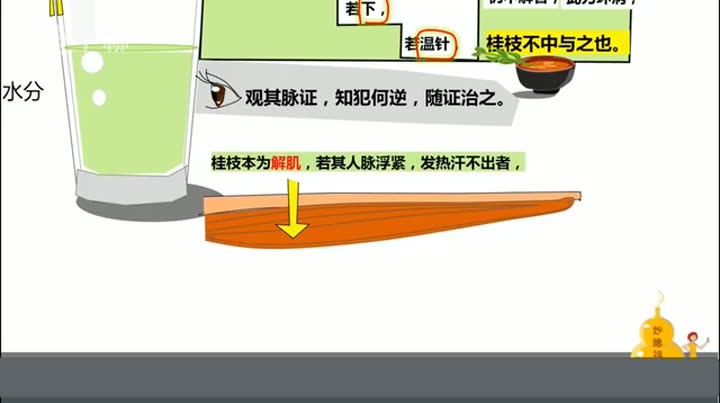 若下，
若温针，
桂枝不中与之也。
水分
观其脉证，知犯何逆，随证治之。
桂枝本为解肌，若其人脉浮紧，发热汗不出者，